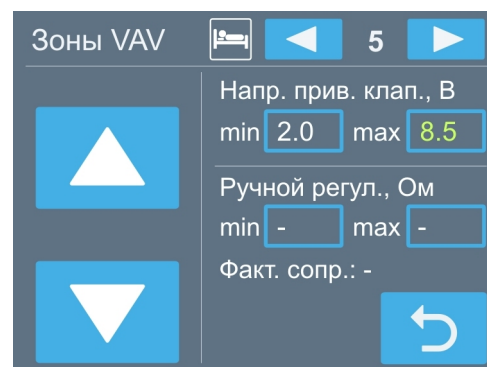 Зоны VAV 5
Напр. прив. клап., В
min 2.0 max 8.5
Ручной регул., Ом
min - max -
Факт. сопр.: -